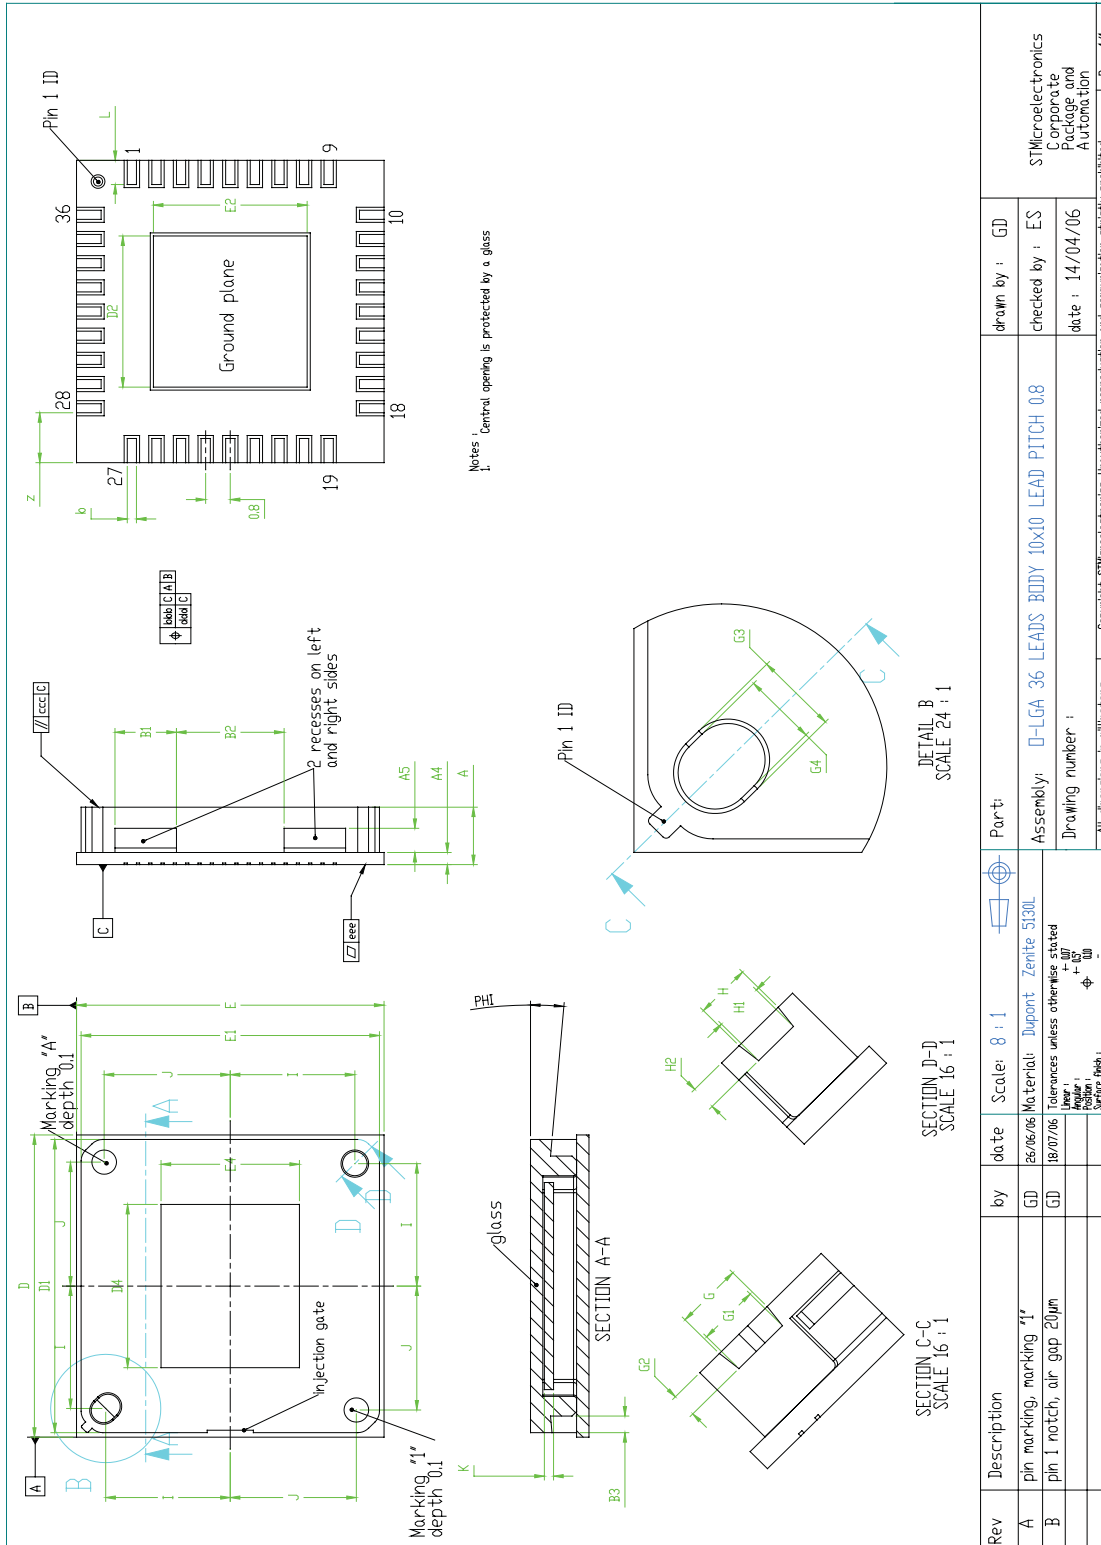 A
B
D
D1
D4
I
J
E
E1
E4
B
A
A
D
D
Marking "A"
depth 0.1
Marking "1"
depth 0.1
injection gate
I
J
J
I
J
I
C
// ccc C
eee
B1
B2
A5
A4
A
2 recesses on left
and right sides
bbb C A B
ddd C
Pin 1 ID
L
1
9
10
18
19
27
28
36
E2
D2
Ground plane
z
b
0.8
Notes :
1. Central opening is protected by a glass
PHI
glass
K
B3
SECTION A-A
G
G1
G2
SECTION C-C
SCALE 16 : 1
H
H1
H2
SECTION D-D
SCALE 16 : 1
Pin 1 ID
C
C
G3
G4
DETAIL B
SCALE 24 : 1
Rev
Description
by
date
A
pin marking, marking "1"
GD
26/06/06
B
pin 1 notch, air gap 20µm
GD
18/07/06
Scale: 8 : 1
Material: Dupont Zenite 5130L
Tolerances unless otherwise stated
Linear :
Angular :
Position :
Surface finish :
Part:
Assembly: O-LGA 36 LEADS BODY 10x10 LEAD PITCH 0.8
Drawing number :
drawn by : GD
checked by : ES
date : 14/04/06
STMicroelectronics
Corporate
Package and
Automation